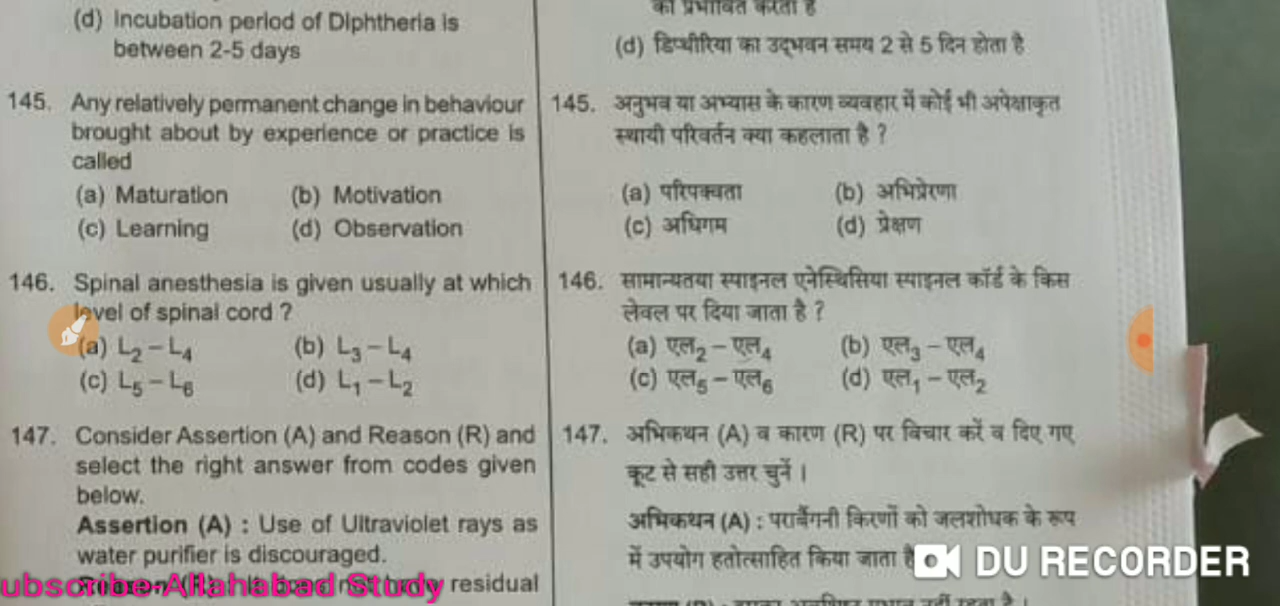 (d) Incubation period of Diphtheria is
between 2-5 days
145. Any relatively permanent change in behaviour
brought about by experience or practice is
called
(a) Maturation (b) Motivation
(c) Learning (d) Observation
146. Spinal anesthesia is given usually at which
level of spinal cord ?
(a) L₂ – L₄ (b) L₃ – L₄
(c) L₅ – L₆ (d) L₁ – L₂
147. Consider Assertion (A) and Reason (R) and
select the right answer from codes given
below.
Assertion (A) : Use of Ultraviolet rays as
water purifier is discouraged.
Reason (R) residual
को प्रभावित करता है
(d) डिप्थीरिया का उद्भवन समय 2 से 5 दिन होता है
145. अनुभव या अभ्यास के कारण व्यवहार में कोई भी अपेक्षाकृत
स्थायी परिवर्तन क्या कहलाता है ?
(a) परिपक्वता (b) अभिप्रेरणा
(c) अधिगम (d) प्रेक्षण
146. सामान्यतया स्पाइनल एनेस्थिसिया स्पाइनल कॉर्ड के किस
लेवल पर दिया जाता है ?
(a) एल₂ – एल₄ (b) एल₃ – एल₄
(c) एल₅ – एल₆ (d) एल₁ – एल₂
147. अभिकथन (A) व कारण (R) पर विचार करें व दिए गए
कूट से सही उत्तर चुनें ।
अभिकथन (A) : पराबैंगनी किरणों को जलशोधक के रूप
में उपयोग हतोत्साहित किया जाता है
ubscribe-Allahabad Study
DU RECORDER